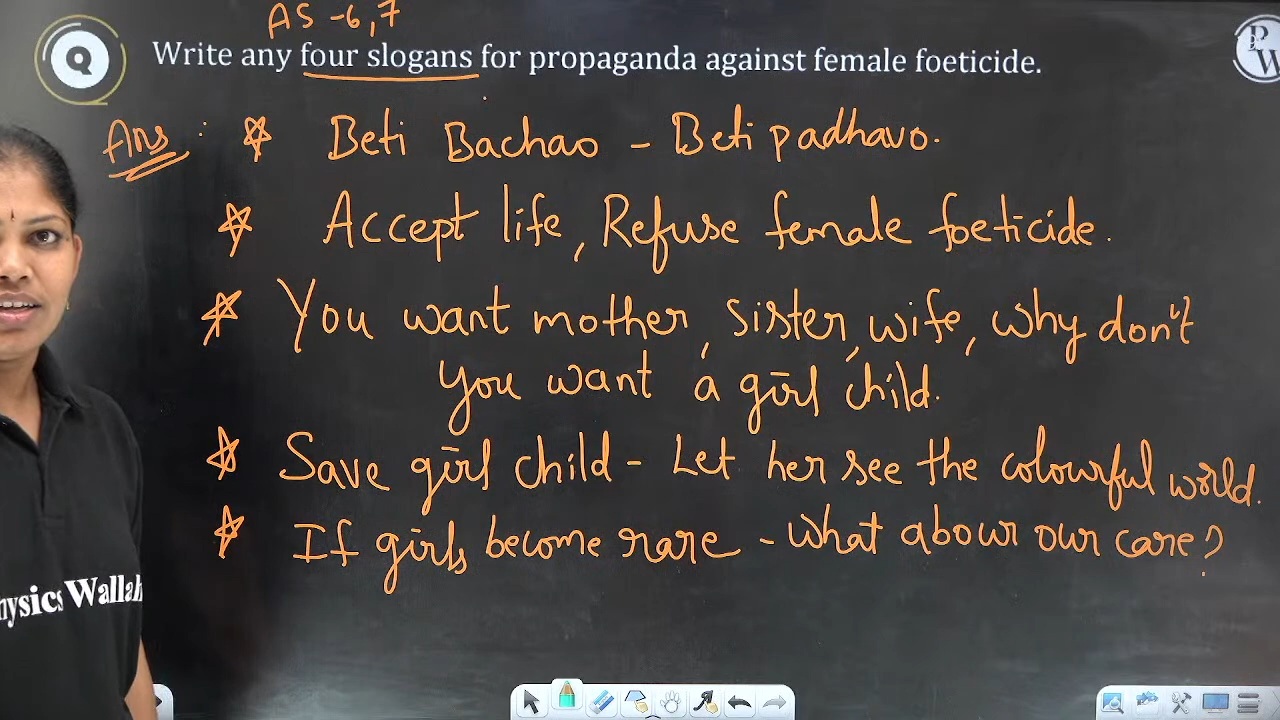 AS -6,7
Q Write any four slogans for propaganda against female foeticide.
P
W
Ans : ☆ Beti Bachao - Beti padhavo.
☆ Accept life, Refuse female foeticide.
☆ You want mother, sister, wife, why don't
you want a girl child.
☆ Save girl child - Let her see the colourful world.
☆ If girls become rare - What abour our care?
hysics Wallah